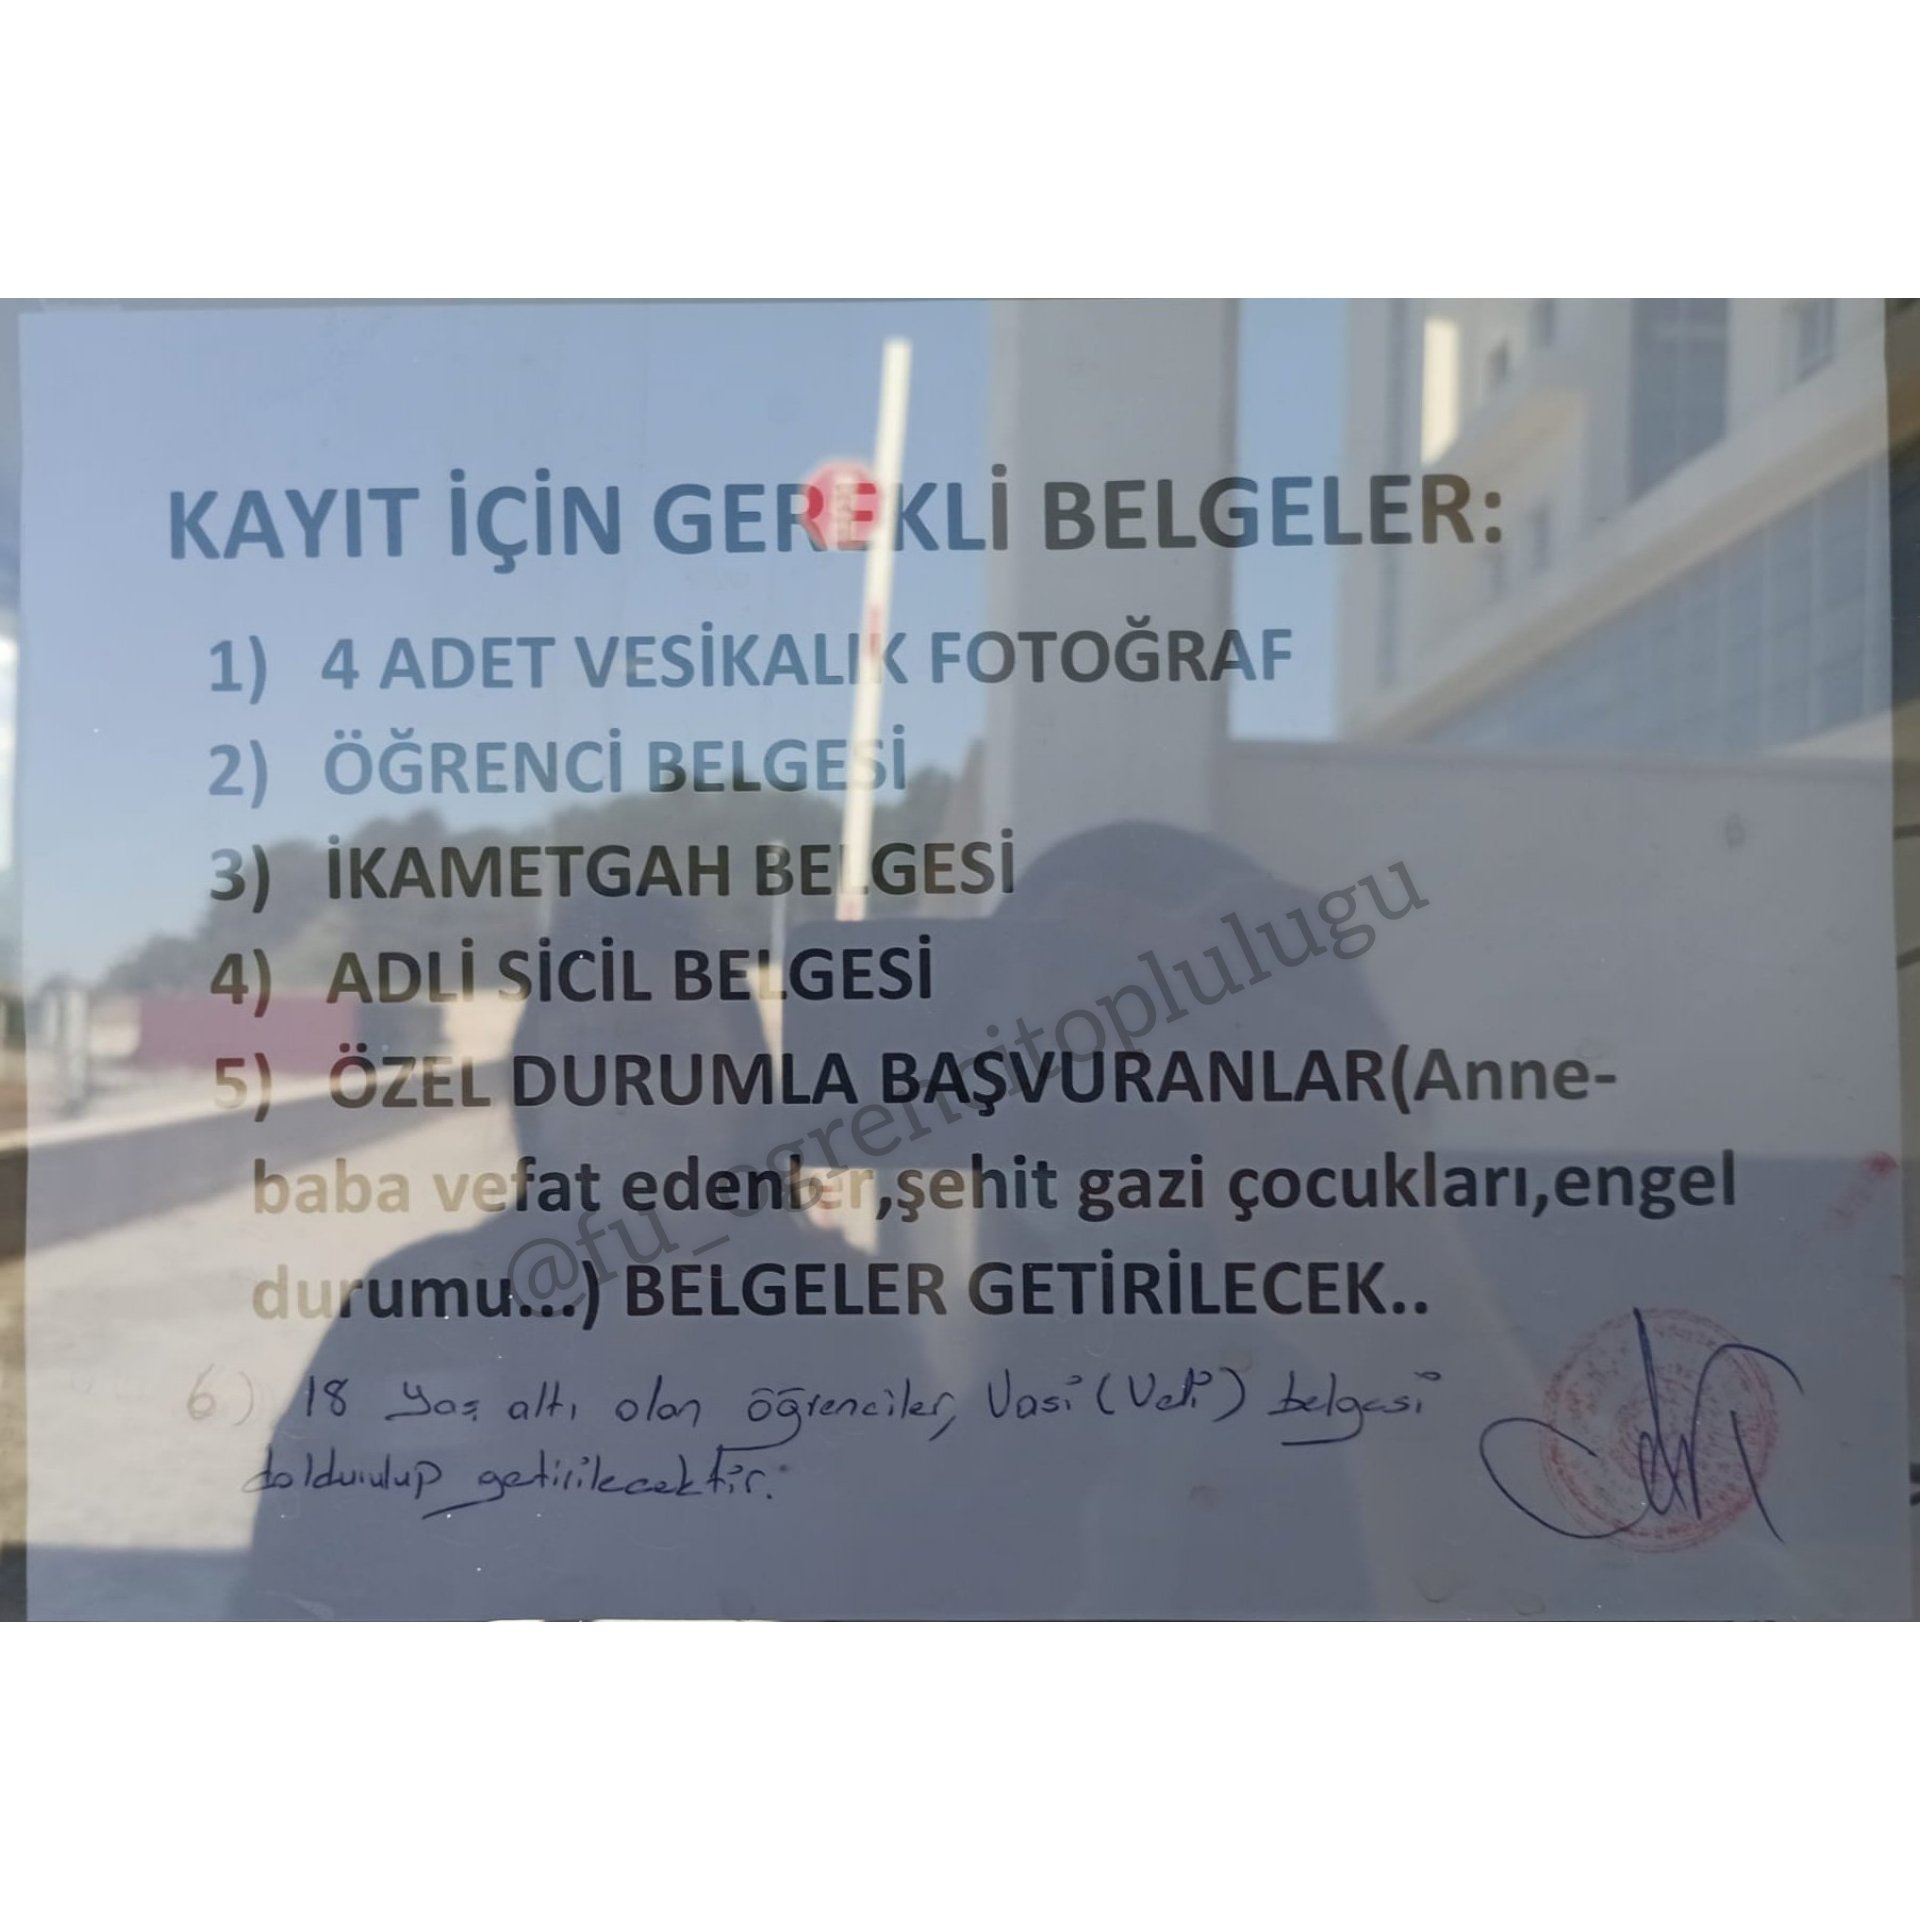 KAYIT İÇİN GEREKLİ BELGELER:
1) 4 ADET VESİKALIK FOTOĞRAF
2) ÖĞRENCİ BELGESİ
3) İKAMETGAH BELGESİ
4) ADLİ SİCİL BELGESİ
5) ÖZEL DURUMLA BAŞVURANLAR(Anne-
baba vefat edenler,şehit gazi çocukları,engel
durumu...) BELGELER GETİRİLECEK..
6) 18 yaş altı olan öğrenciler, Vasi (Veli) belgesi
doldurulup getirilecektir.
@fu_ogrencitoplulugu